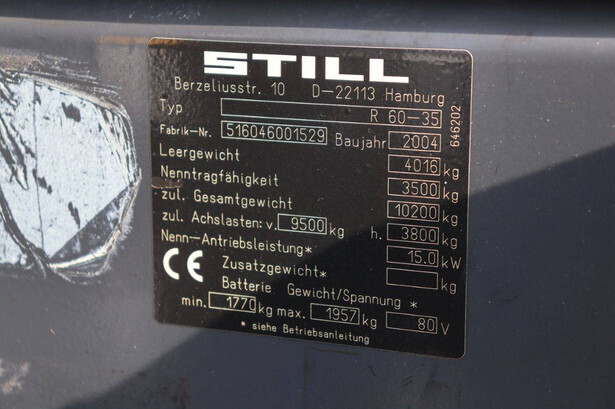 STILL
Berzeliusstr. 10 D-22113 Hamburg
Typ R 60-35
Fabrik-Nr. 516046001529 Baujahr 2004
646202
Leergewicht 4016 kg
Nenntragfähigkeit 3500 kg
zul. Gesamtgewicht 10200 kg
zul. Achslasten: v. 9500 kg h. 3800 kg
Nenn-Antriebsleistung* 15.0 kW
CE Zusatzgewicht* kg
Batterie Gewicht/Spannung *
min. 1770 kg max. 1957 kg 80 V
* siehe Betriebsanleitung